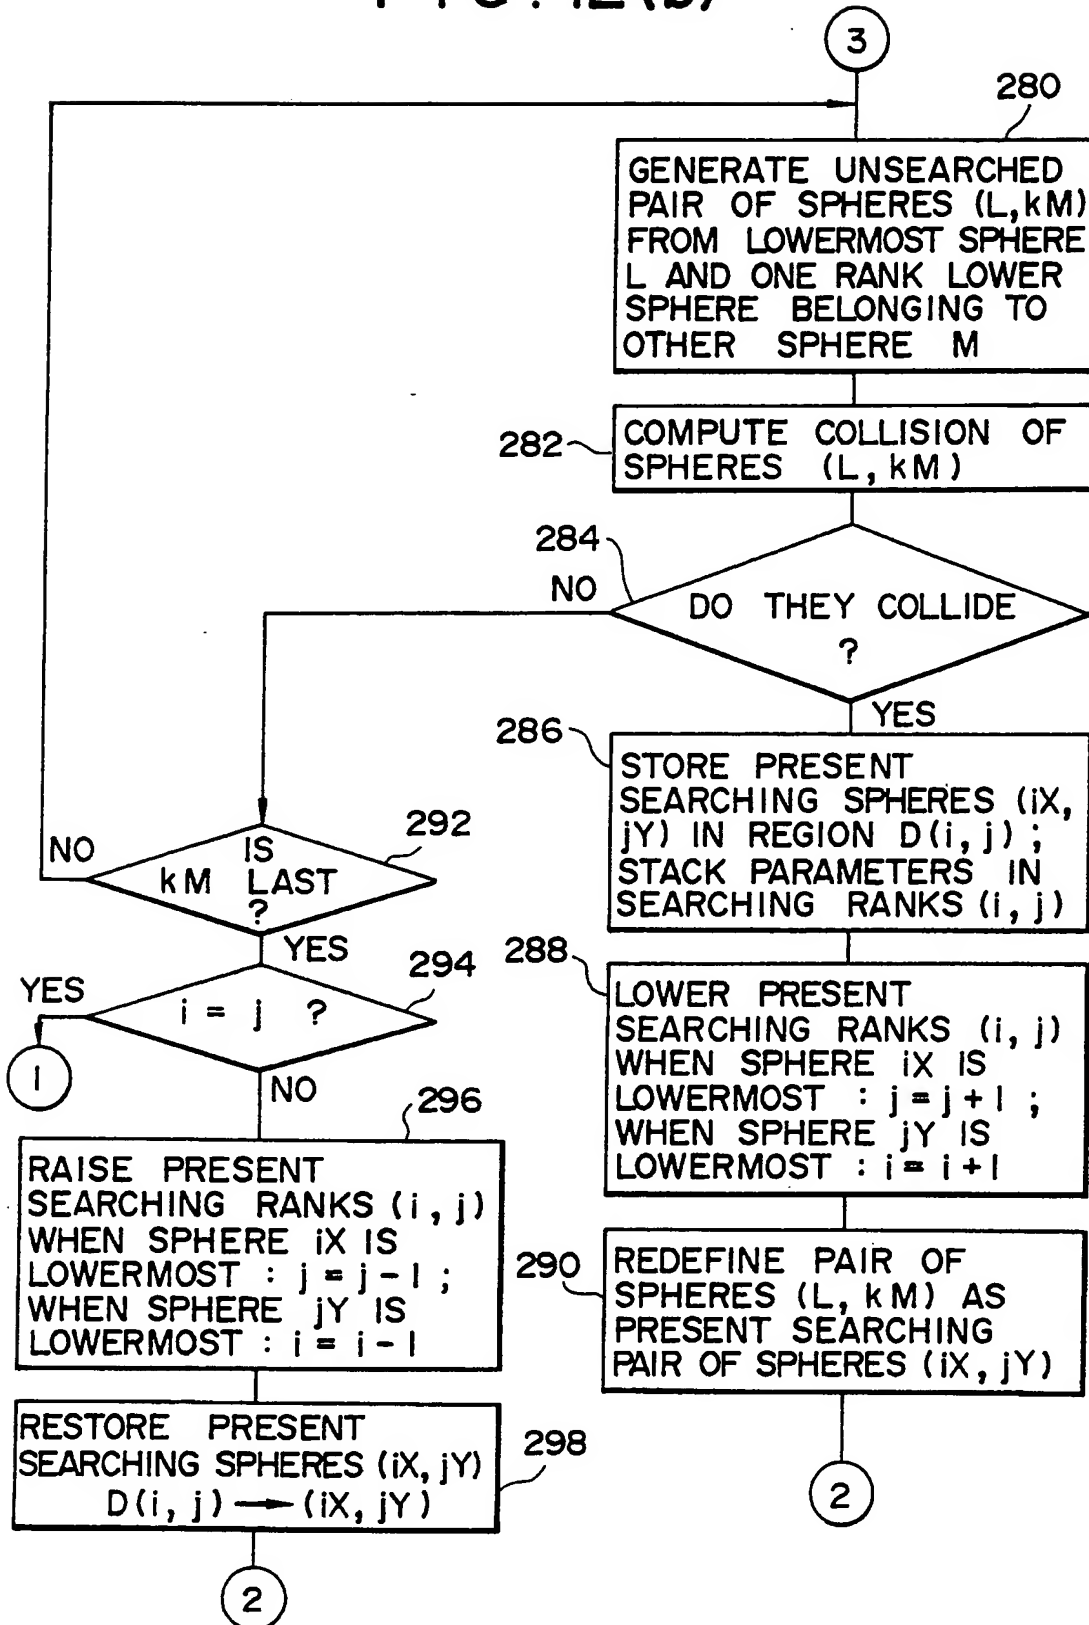 FIG. 12(b)
3
280
GENERATE UNSEARCHED
PAIR OF SPHERES (L,kM)
FROM LOWERMOST SPHERE
L AND ONE RANK LOWER
SPHERE BELONGING TO
OTHER SPHERE M
282
COMPUTE COLLISION OF
SPHERES (L, kM)
284
NO
DO THEY COLLIDE
?
YES
286
STORE PRESENT
SEARCHING SPHERES (iX,
jY) IN REGION D(i, j) ;
STACK PARAMETERS IN
SEARCHING RANKS (i, j)
292
NO
IS
kM LAST
?
YES
294
YES
i = j ?
1
NO
288
LOWER PRESENT
SEARCHING RANKS (i, j)
WHEN SPHERE iX IS
LOWERMOST : j = j + 1 ;
WHEN SPHERE jY IS
LOWERMOST : i = i + 1
296
RAISE PRESENT
SEARCHING RANKS (i, j)
WHEN SPHERE iX IS
LOWERMOST : j = j - 1 ;
WHEN SPHERE jY IS
LOWERMOST : i = i - 1
290
REDEFINE PAIR OF
SPHERES (L, kM) AS
PRESENT SEARCHING
PAIR OF SPHERES (iX, jY)
298
RESTORE PRESENT
SEARCHING SPHERES (iX, jY)
D(i, j) → (iX, jY)
2
2